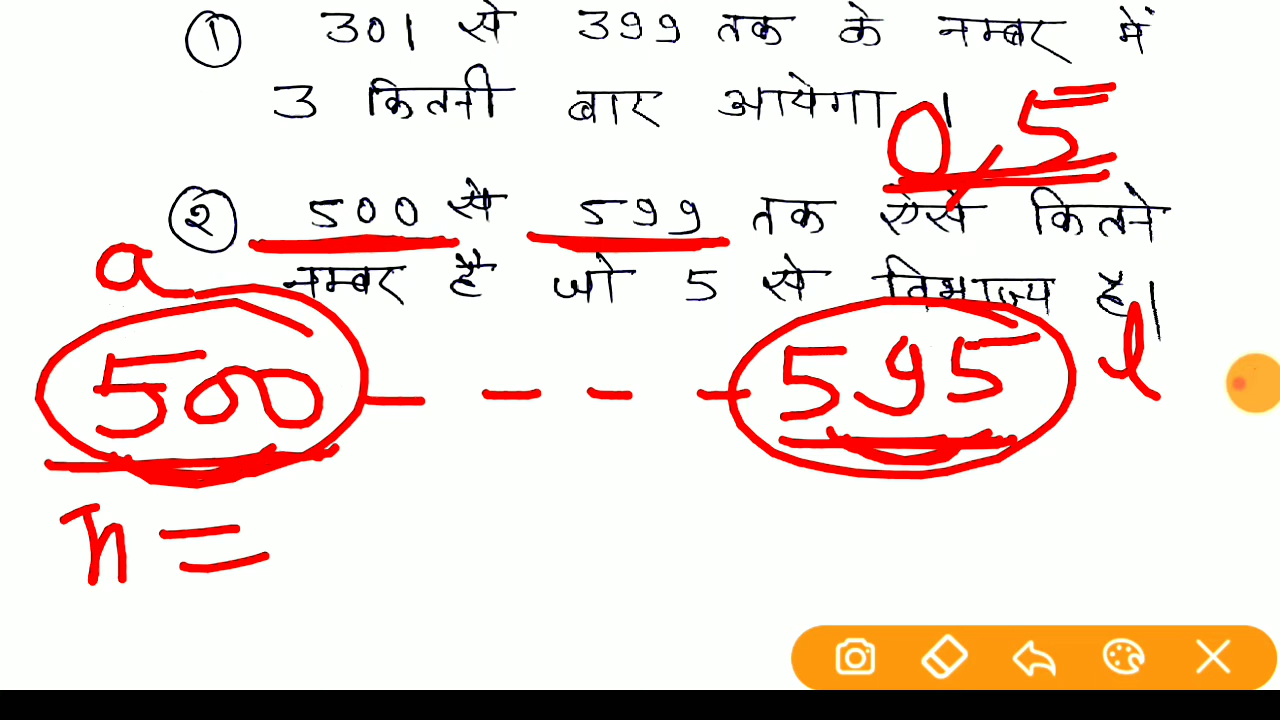 ① 301 से 399 तक के नम्बर में
3 कितनी बार आयेगा ।
0,5
② 500 से 599 तक ऐसे कितने
नम्बर है जो 5 से विभाज्य है।
a l
500 - - - - 595
n =